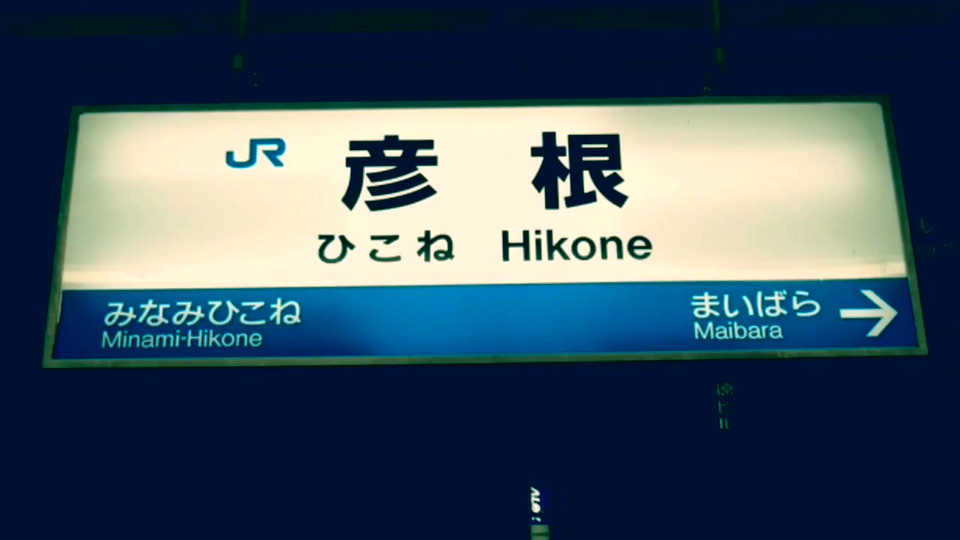 JR 彦根
ひこね Hikone
みなみひこね まいばら →
Minami-Hikone Maibara